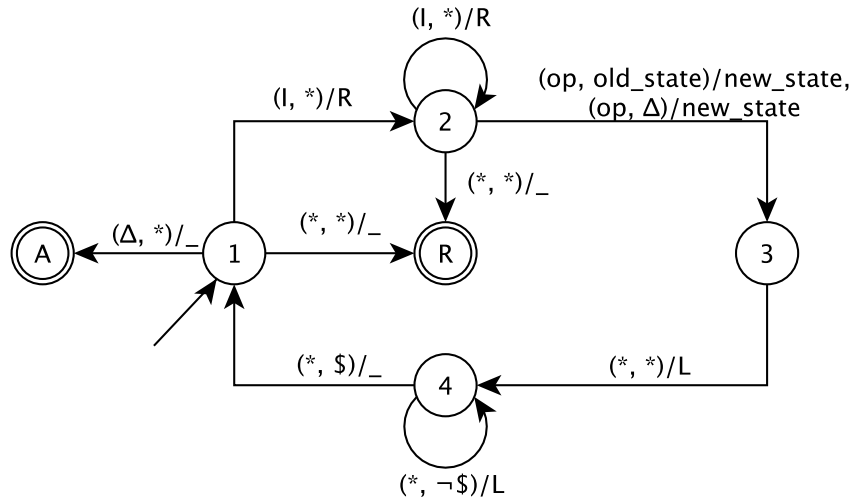 (I, *)/R
(op, old_state)/new_state,
(op, Δ)/new_state
(I, *)/R
2
(*, *)/_
(Δ, *)/_
(*, *)/_
A
1
R
3
(*, $)/_
(*, *)/L
4
(*, ¬$)/L